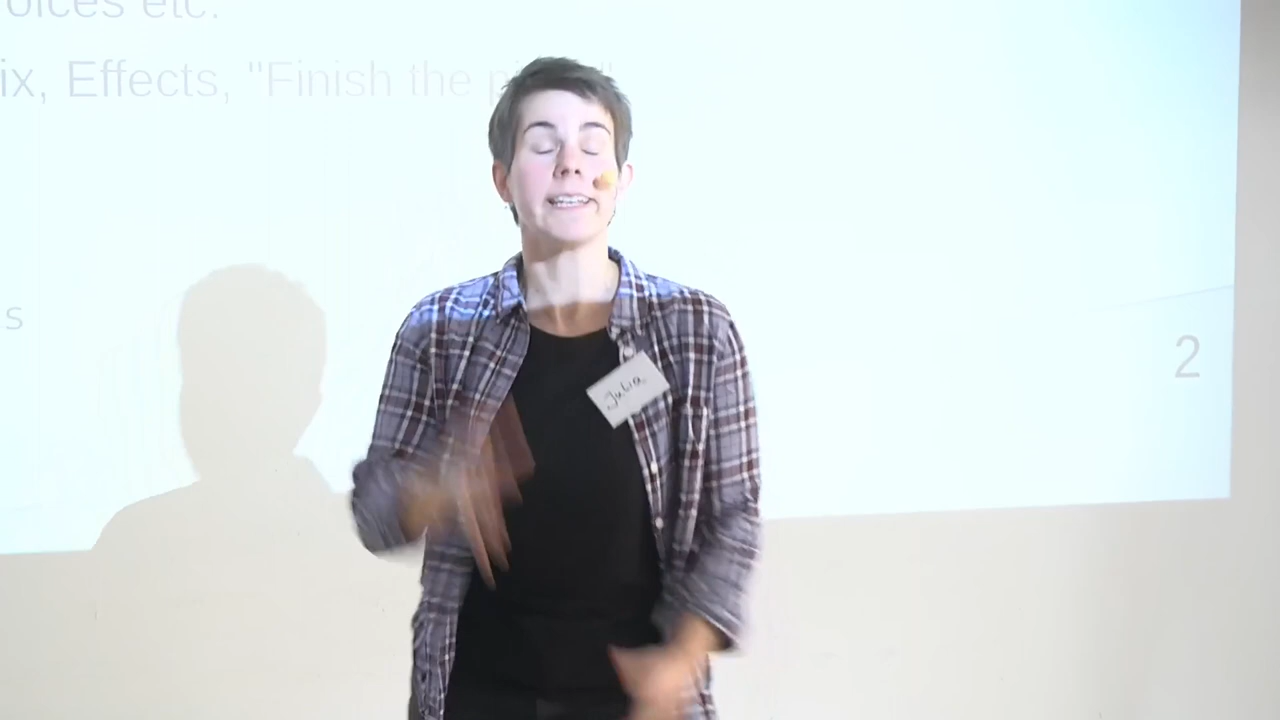 oices etc.
ix, Effects, "Finish the p
s
2
Julia